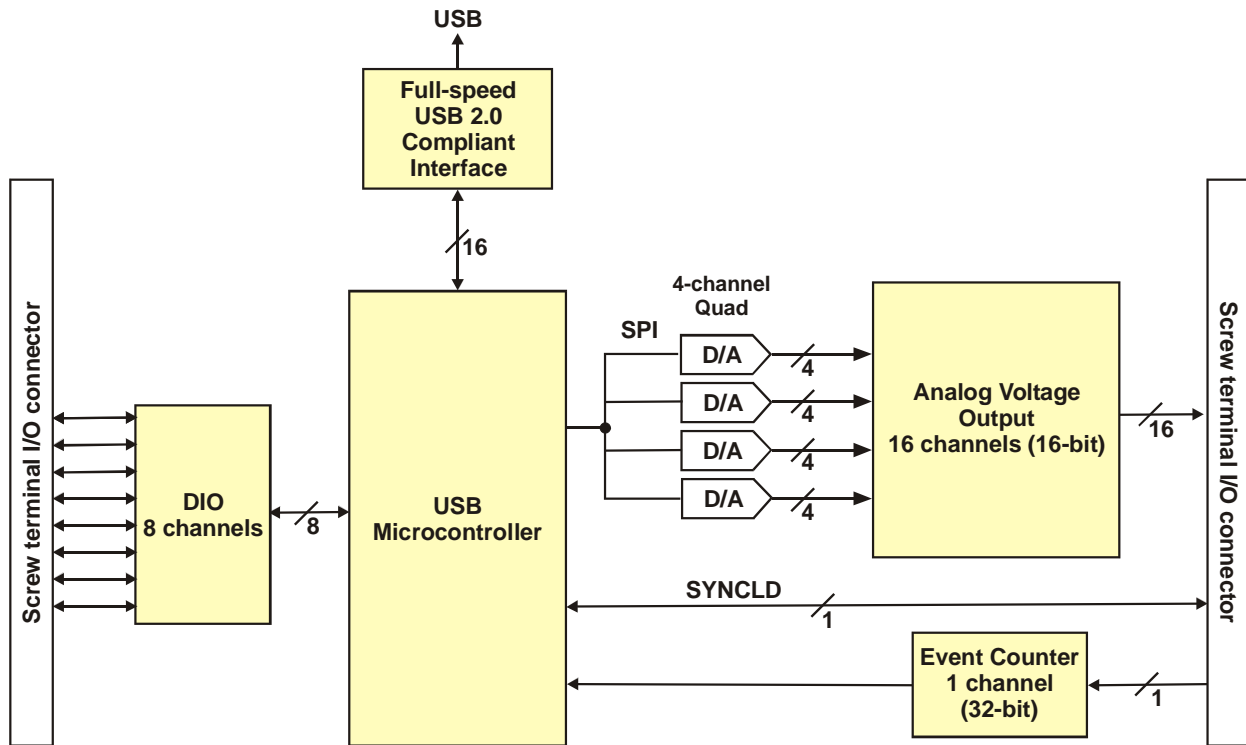 USB
Full-speed
USB 2.0
Compliant
Interface
16
Screw terminal I/O connector
DIO
8 channels
8
USB
Microcontroller
SPI
4-channel
Quad
D/A
4
D/A
4
D/A
4
D/A
4
Analog Voltage
Output
16 channels (16-bit)
16
SYNCLD
1
Event Counter
1 channel
(32-bit)
1
Screw terminal I/O connector